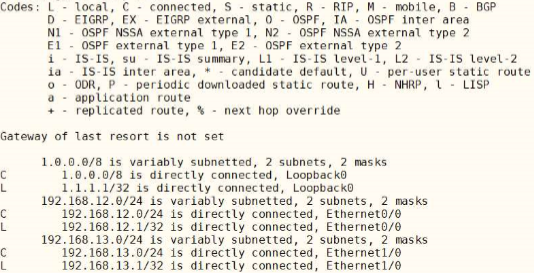 Codes: L - local, C - connected, S - static, R - RIP, M - mobile, B - BGP
D - EIGRP, EX - EIGRP external, O - OSPF, IA - OSPF inter area
N1 - OSPF NSSA external type 1, N2 - OSPF NSSA external type 2
E1 - OSPF external type 1, E2 - OSPF external type 2
i - IS-IS, su - IS-IS summary, L1 - IS-IS level-1, L2 - IS-IS level-2
ia - IS-IS inter area, * - candidate default, U - per-user static route
o - ODR, P - periodic downloaded static route, H - NHRP, l - LISP
a - application route
+ - replicated route, % - next hop override
Gateway of last resort is not set
1.0.0.0/8 is variably subnetted, 2 subnets, 2 masks
C 1.0.0.0/8 is directly connected, Loopback0
L 1.1.1.1/32 is directly connected, Loopback0
192.168.12.0/24 is variably subnetted, 2 subnets, 2 masks
C 192.168.12.0/24 is directly connected, Ethernet0/0
L 192.168.12.1/32 is directly connected, Ethernet0/0
192.168.13.0/24 is variably subnetted, 2 subnets, 2 masks
C 192.168.13.0/24 is directly connected, Ethernet1/0
L 192.168.13.1/32 is directly connected, Ethernet1/0